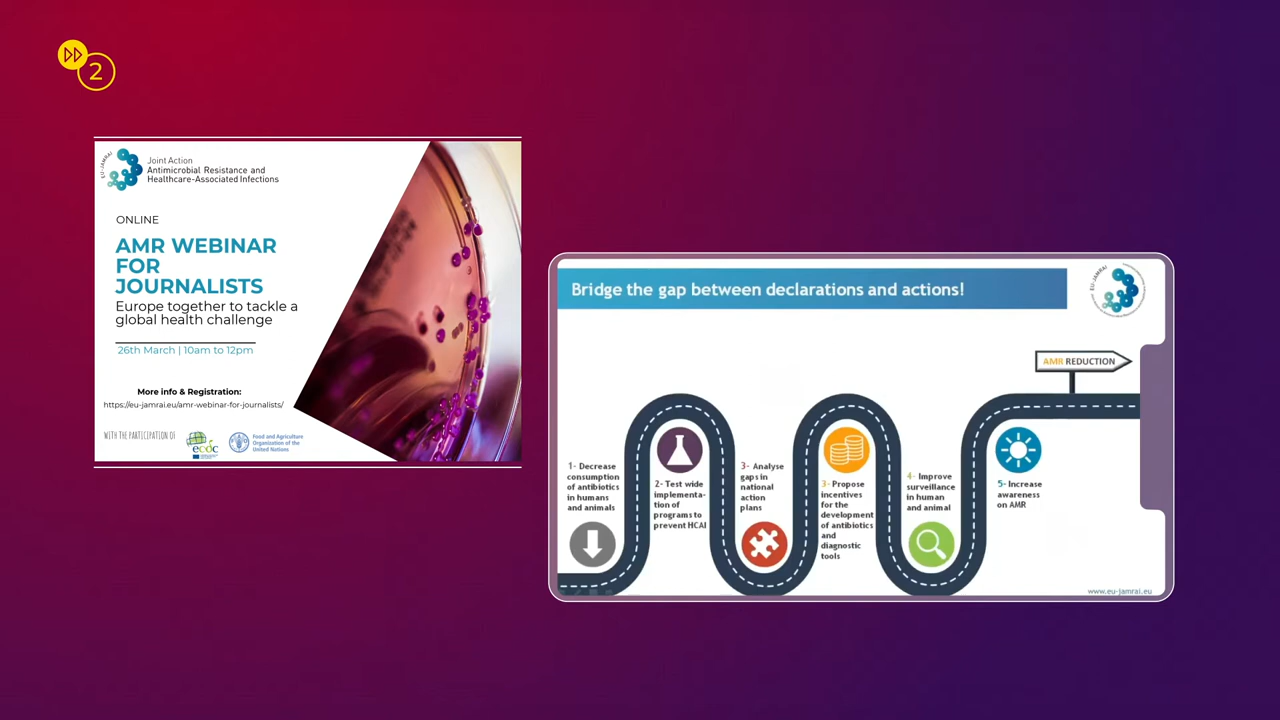 2
EU-JAMRAI
Joint Action
Antimicrobial Resistance and
Healthcare-Associated Infections
ONLINE
AMR WEBINAR
FOR
JOURNALISTS
Europe together to tackle a
global health challenge
26th March | 10am to 12pm
More info & Registration:
https://eu-jamrai.eu/amr-webinar-for-journalists/
WITH THE PARTICIPATION OF
ecdc
Food and Agriculture
Organization of the
United Nations
Bridge the gap between declarations and actions!
EU-JAMRAI
AMR REDUCTION
1- Decrease
consumption
of antibiotics
in humans
and animals
2- Test wide
implementa-
tion of
programs to
prevent HCAI
3- Analyse
gaps in
national
action
plans
3- Propose
incentives
for the
development
of antibiotics
and
diagnostic
tools
4- Improve
surveillance
in human
and animal
5- Increase
awareness
on AMR
www.eu-jamrai.eu